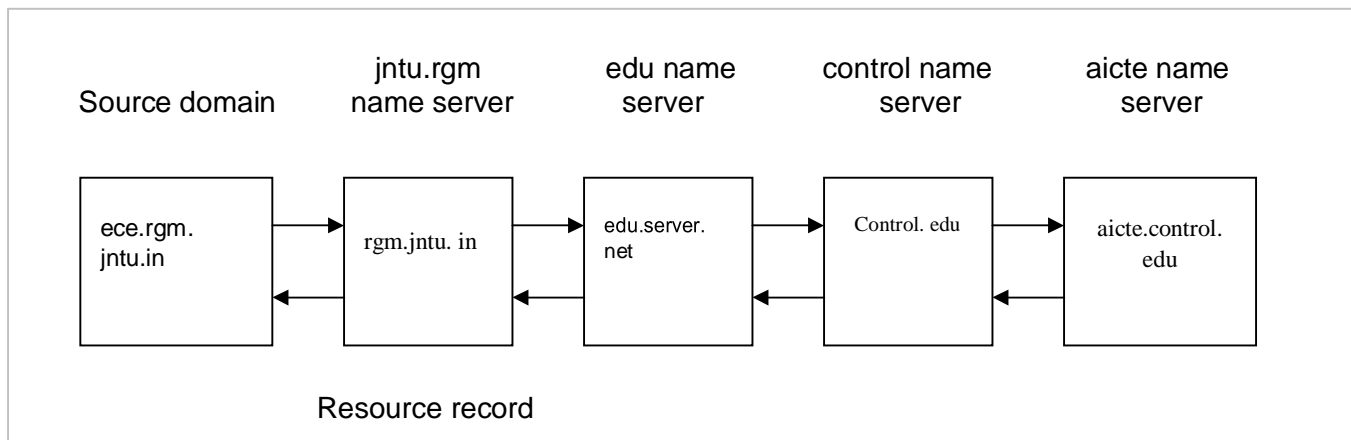 Source domain
jntu.rgm
name server
edu name
server
control name
server
aicte name
server
ece.rgm.
jntu.in
rgm.jntu. in
edu.server.
net
Control. edu
aicte.control.
edu
Resource record